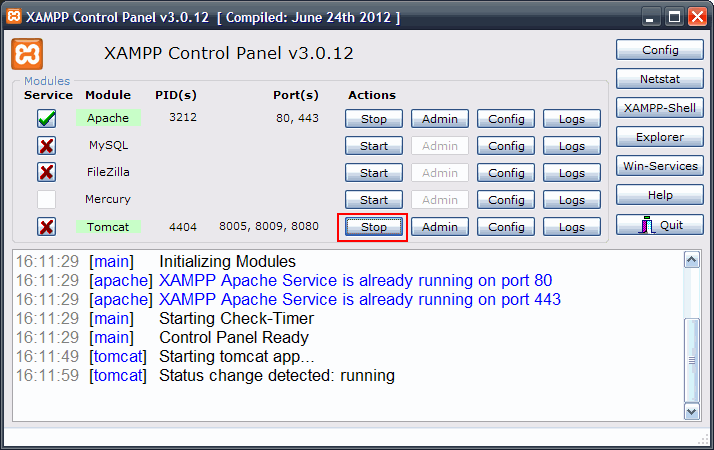 XAMPP Control Panel v3.0.12 [ Compiled: June 24th 2012 ]
XAMPP Control Panel v3.0.12
Config
Modules
Service Module PID(s) Port(s) Actions
Netstat
Apache 3212 80, 443 Stop Admin Config Logs
XAMPP-Shell
MySQL Start Admin Config Logs
Explorer
FileZilla Start Admin Config Logs
Win-Services
Mercury Start Admin Config Logs
Help
Tomcat 4404 8005, 8009, 8080 Stop Admin Config Logs
Quit
16:11:29 [main] Initializing Modules
16:11:29 [apache] XAMPP Apache Service is already running on port 80
16:11:29 [apache] XAMPP Apache Service is already running on port 443
16:11:29 [main] Starting Check-Timer
16:11:29 [main] Control Panel Ready
16:11:49 [tomcat] Starting tomcat app...
16:11:59 [tomcat] Status change detected: running